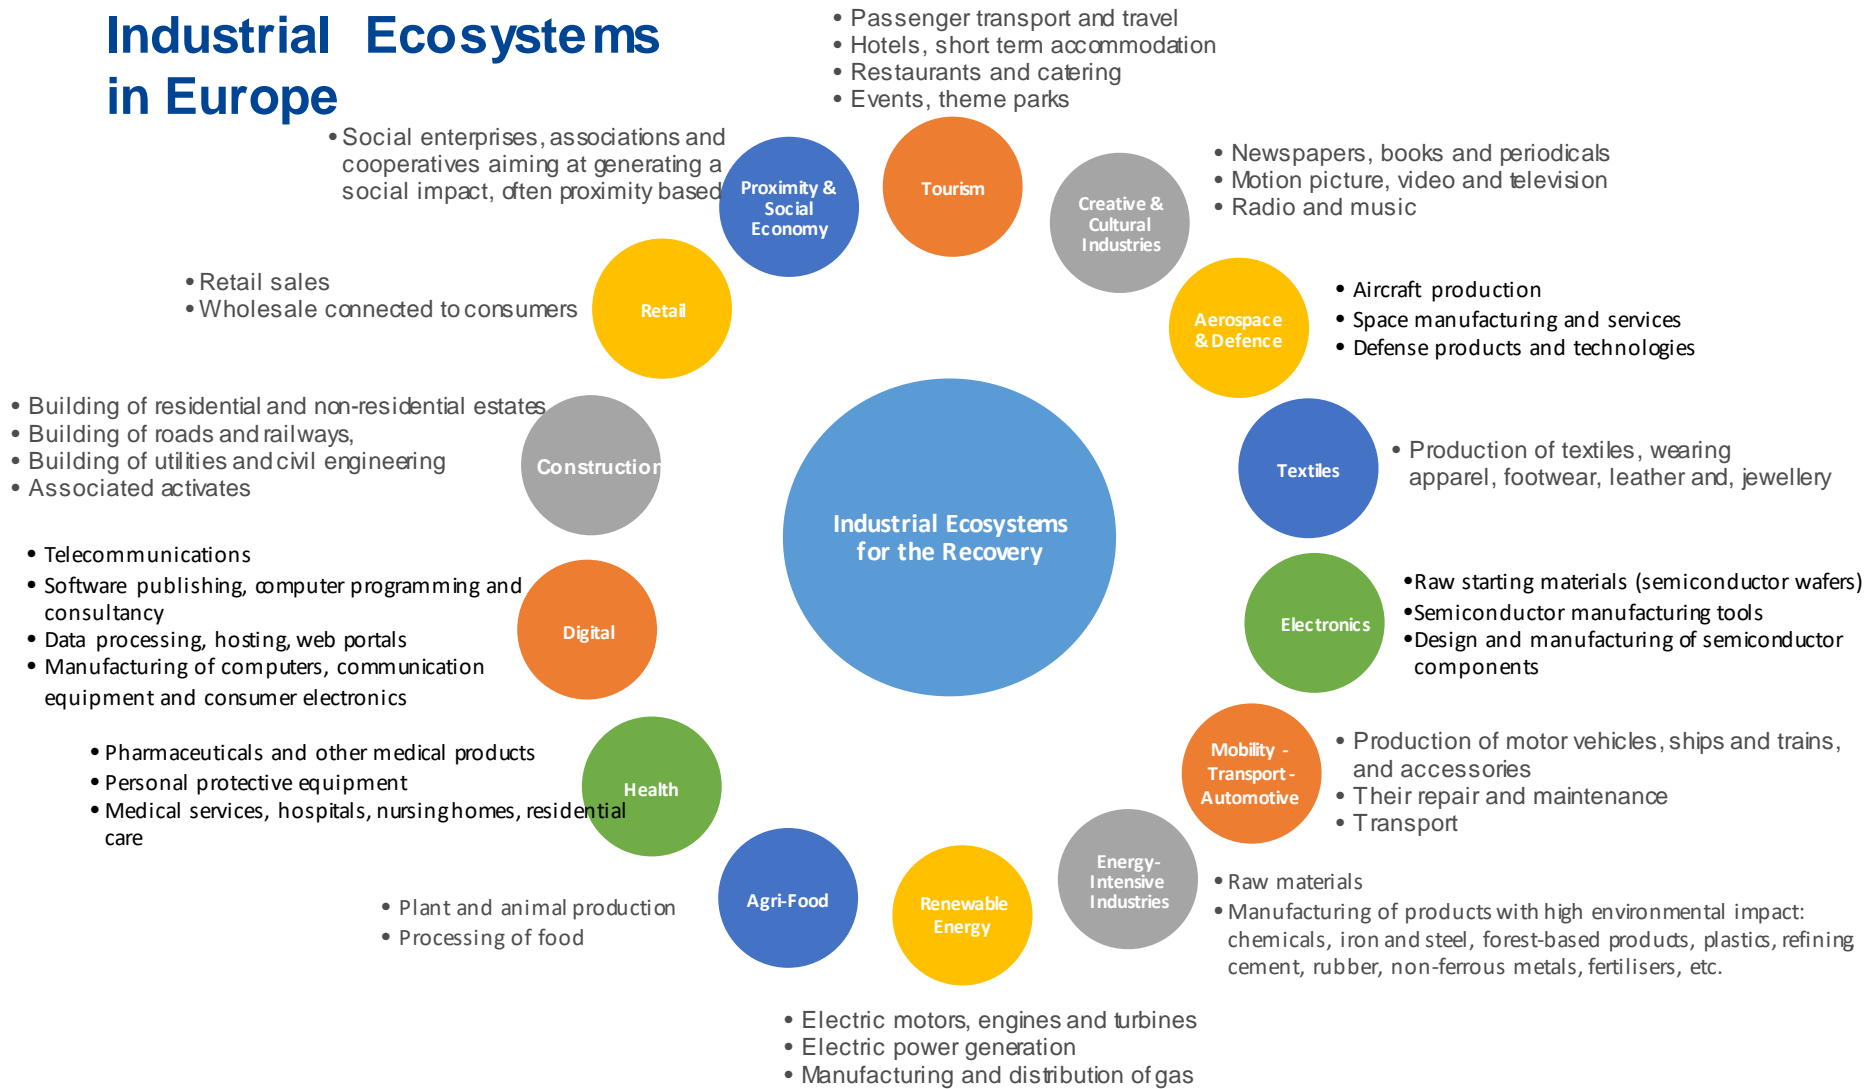 Industrial Ecosystems
in Europe
• Passenger transport and travel
• Hotels, short term accommodation
• Restaurants and catering
• Events, theme parks
• Social enterprises, associations and
cooperatives aiming at generating a
social impact, often proximity based
Proximity &
Social
Economy
Tourism
Creative &
Cultural
Industries
• Newspapers, books and periodicals
• Motion picture, video and television
• Radio and music
• Retail sales
• Wholesale connected to consumers
Retail
Aerospace
& Defence
• Aircraft production
• Space manufacturing and services
• Defense products and technologies
• Building of residential and non-residential estates
• Building of roads and railways,
• Building of utilities and civil engineering
• Associated activates
Construction
Textiles
• Production of textiles, wearing
apparel, footwear, leather and, jewellery
Industrial Ecosystems
for the Recovery
• Telecommunications
• Software publishing, computer programming and
consultancy
• Data processing, hosting, web portals
• Manufacturing of computers, communication
equipment and consumer electronics
Digital
Electronics
•Raw starting materials (semiconductor wafers)
•Semiconductor manufacturing tools
•Design and manufacturing of semiconductor
components
• Pharmaceuticals and other medical products
• Personal protective equipment
• Medical services, hospitals, nursing homes, residential
care
Health
Mobility -
Transport -
Automotive
• Production of motor vehicles, ships and trains,
and accessories
• Their repair and maintenance
• Transport
• Plant and animal production
• Processing of food
Agri-Food
Renewable
Energy
Energy-
Intensive
Industries
• Raw materials
• Manufacturing of products with high environmental impact:
chemicals, iron and steel, forest-based products, plastics, refining,
cement, rubber, non-ferrous metals, fertilisers, etc.
• Electric motors, engines and turbines
• Electric power generation
• Manufacturing and distribution of gas